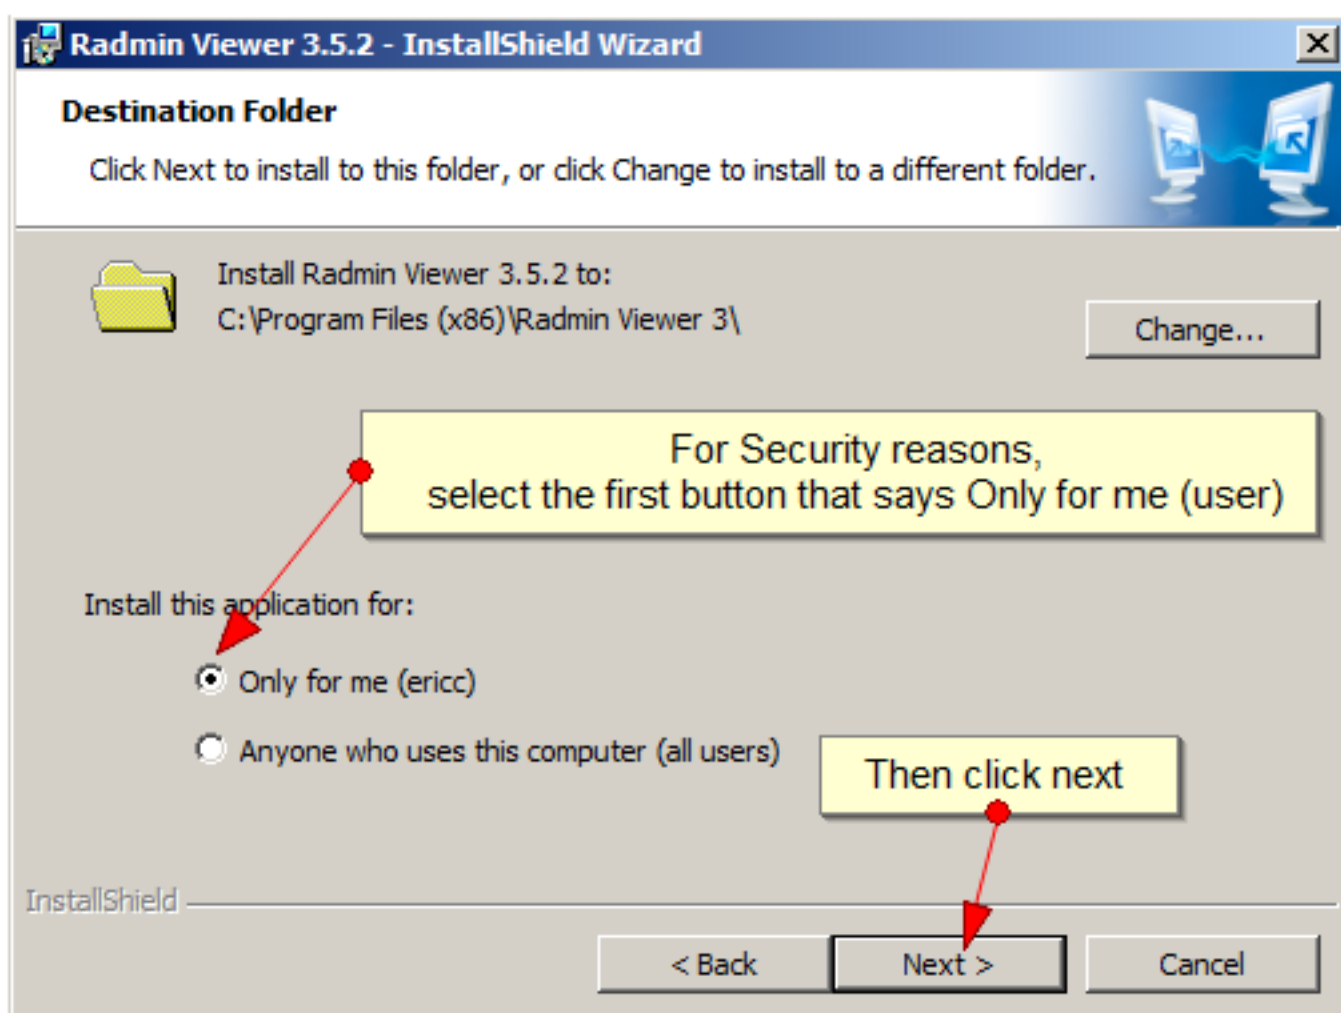 Radmin Viewer 3.5.2 - InstallShield Wizard
Destination Folder
Click Next to install to this folder, or click Change to install to a different folder.
Install Radmin Viewer 3.5.2 to:
C:\Program Files (x86)\Radmin Viewer 3\
Change...
For Security reasons,
select the first button that says Only for me (user)
Install this application for:
Only for me (ericc)
Anyone who uses this computer (all users)
Then click next
InstallShield
< Back
Next >
Cancel